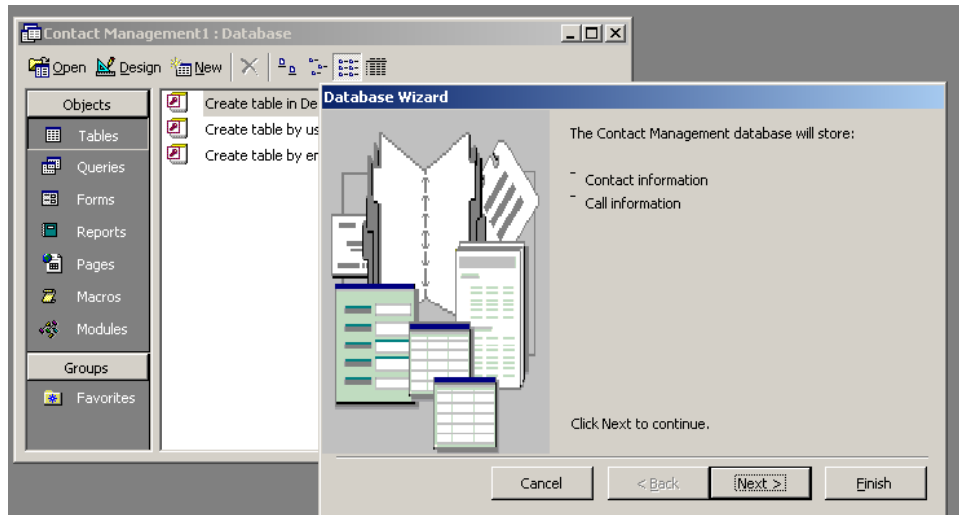 Contact Management1 : Database
Open Design New
Objects
Tables
Queries
Forms
Reports
Pages
Macros
Modules
Groups
Favorites
Create table in De
Create table by us
Create table by er
Database Wizard
The Contact Management database will store:
- Contact information
- Call information
Click Next to continue.
Cancel < Back Next > Finish